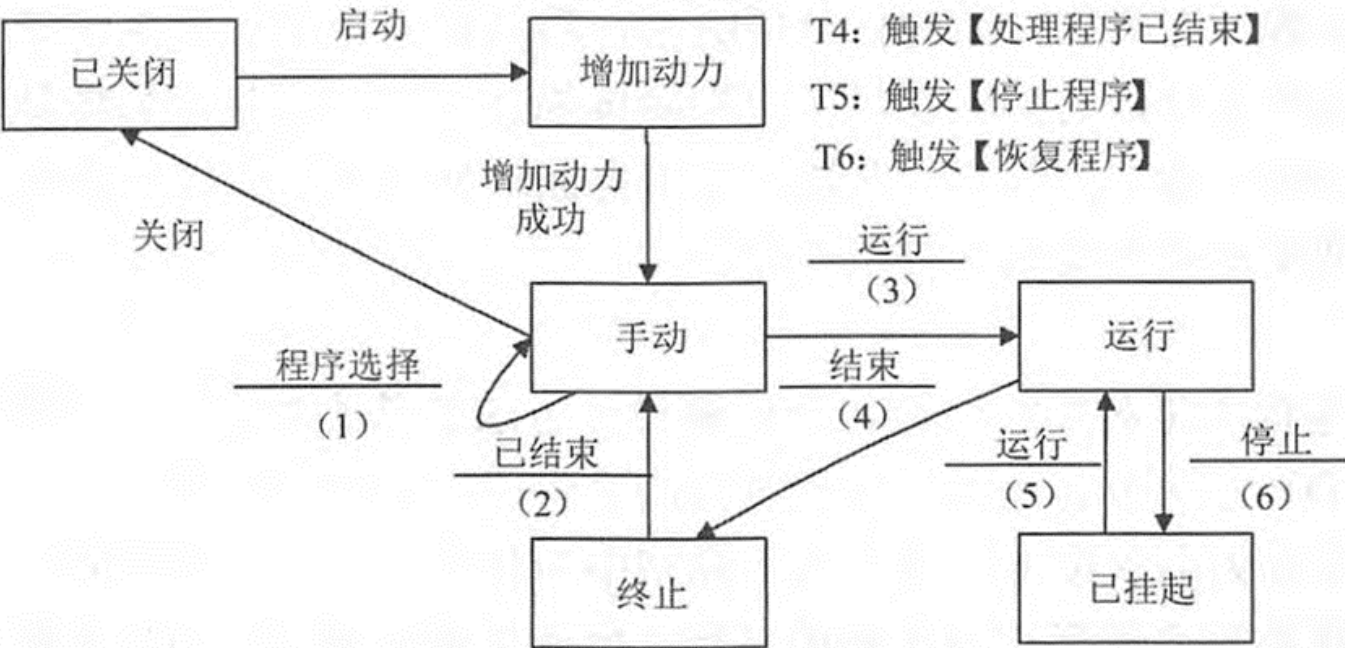 启动
已关闭
增加动力
T4：触发【处理程序已结束】
T5：触发【停止程序】
T6：触发【恢复程序】
增加动力
成功
关闭
运行
（3）
手动
运行
程序选择
（1）
结束
（4）
已结束
（2）
运行
（5）
停止
（6）
终止
已挂起